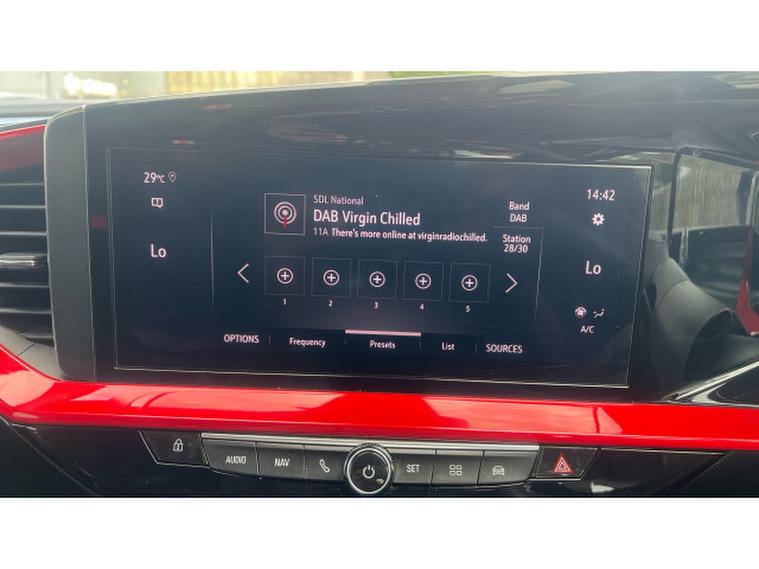 29°C
14:42
SDL National
DAB Virgin Chilled
11A There's more online at virginradiochilled.
Band
DAB
Station
28/30
Lo
Lo
1 2 3 4 5
A/C
OPTIONS Frequency Presets List SOURCES
AUDIO NAV SET